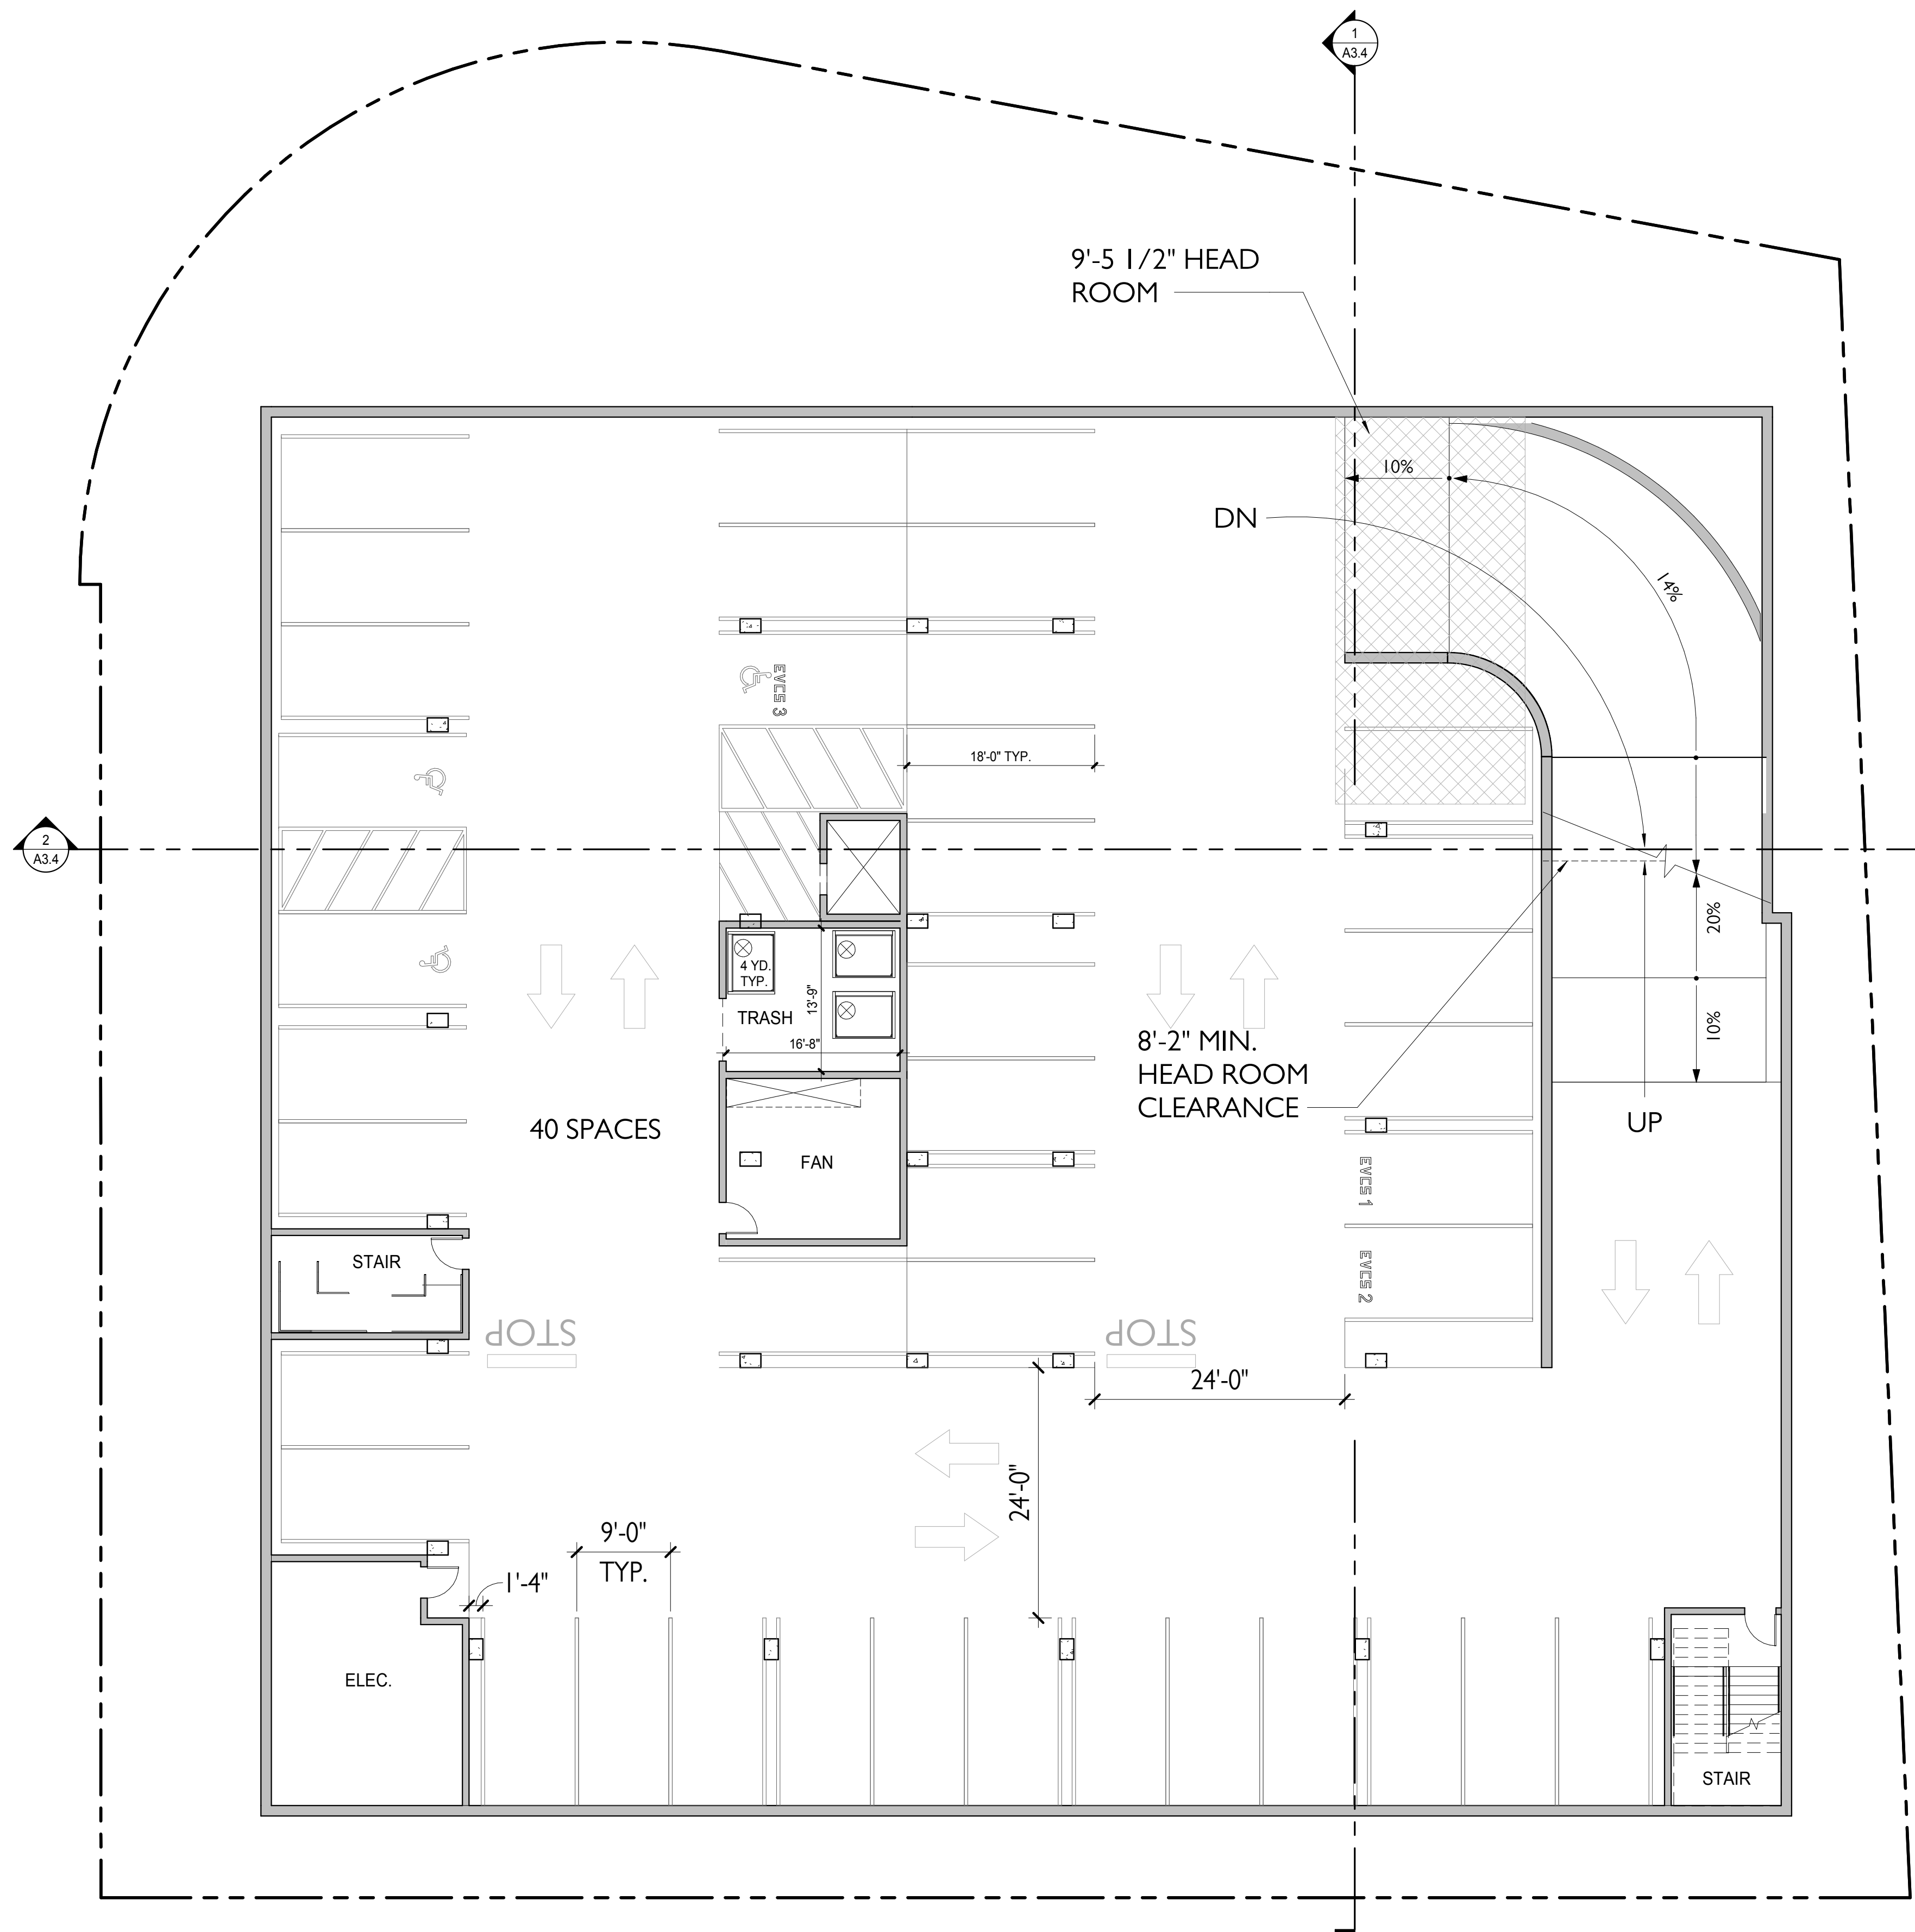 1
A3.4
9'-5 1/2" HEAD
ROOM
10%
DN
14%
EVCS 3
18'-0" TYP.
2
A3.4
20%
4 YD.
TYP.
13'-9"
TRASH
16'-8"
10%
8'-2" MIN.
HEAD ROOM
CLEARANCE
UP
40 SPACES
FAN
EVCS 1
STAIR
EVCS 2
STOP
STOP
24'-0"
24'-0"
9'-0"
TYP.
1'-4"
ELEC.
STAIR